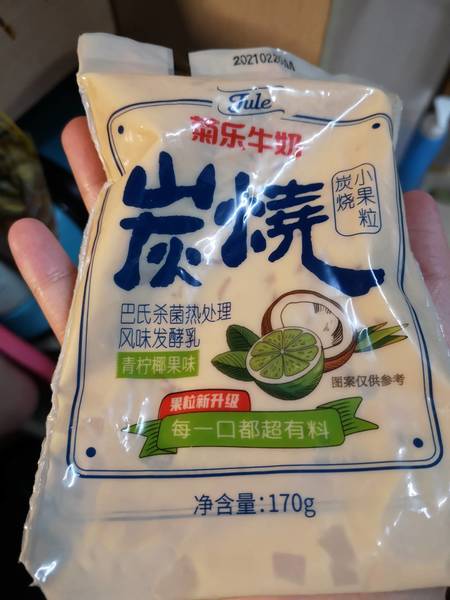 20210226AA
Jule
菊乐牛奶
炭烧
小果粒
炭烧
巴氏杀菌热处理
风味发酵乳
青柠椰果味
图案仅供参考
果粒新升级
每一口都超有料
净含量:170g